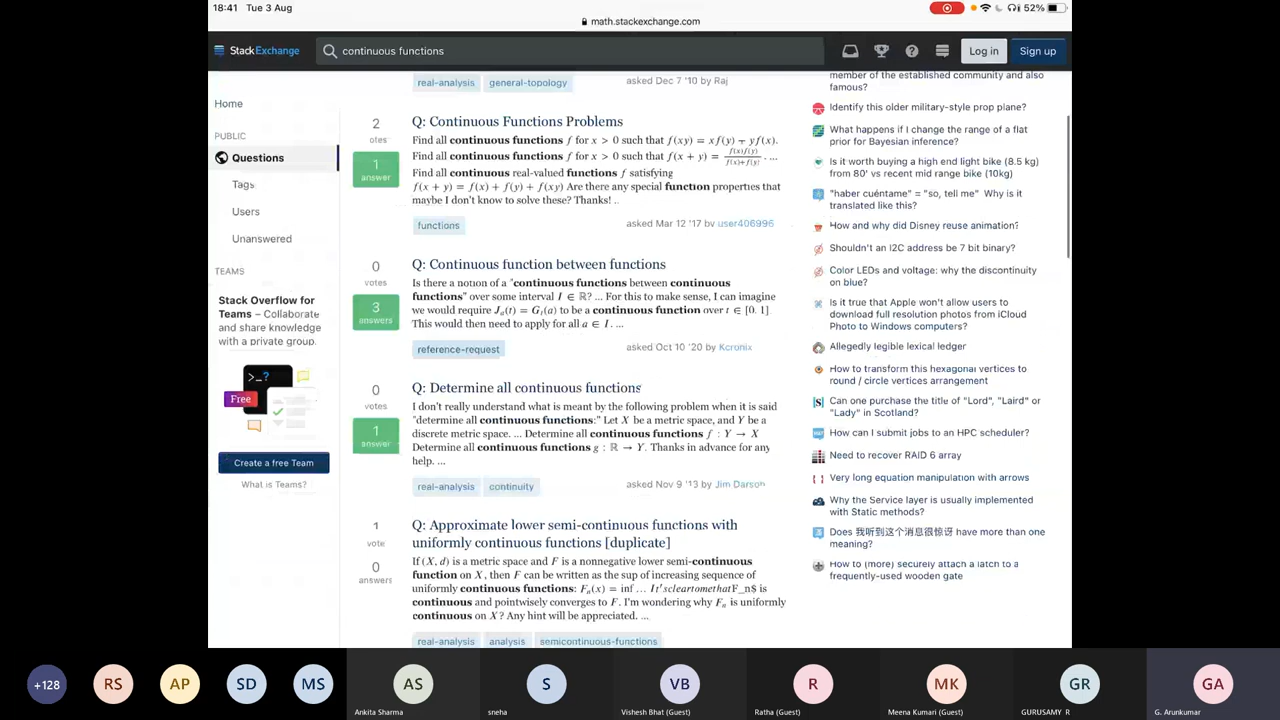 18:41 Tue 3 Aug
52%
math.stackexchange.com
StackExchange
continuous functions
Log in
Sign up
Home
PUBLIC
Questions
Tags
Users
Unanswered
TEAMS
Stack Overflow for
Teams – Collaborate
and share knowledge
with a private group.
>_?
Free
Create a free Team
What is Teams?
real-analysis general-topology
asked Dec 7 '10 by Raj
2
otes
1
answer
Q: Continuous Functions Problems
Find all continuous functions f for x > 0 such that f(xy) = xf(y) + yf(x).
Find all continuous functions f for x > 0 such that f(x + y) = f(x)f(y)/f(x)+f(y) . ...
Find all continuous real-valued functions f satisfying
f(x + y) = f(x) + f(y) + f(xy) Are there any special function properties that
maybe I don't know to solve these? Thanks! ..
functions
asked Mar 12 '17 by user406996
0
votes
3
answers
Q: Continuous function between functions
Is there a notion of a "continuous functions between continuous
functions" over some interval I ∈ ℝ? ... For this to make sense, I can imagine
we would require
to be a continuous function over t ∈ [0, 1]
This would then need to apply for all a ∈ I. ...
reference-request
asked Oct 10 '20 by Kcronix
0
votes
1
answer
Q: Determine all continuous functions
I don't really understand what is meant by the following problem when it is said
"determine all continuous functions:" Let X be a metric space, and Y be a
discrete metric space. ... Determine all continuous functions f : Y → X
Determine all continuous functions g : ℝ → Y. Thanks in advance for any
help. ...
real-analysis continuity
asked Nov 9 '13 by Jim Darson
1
vote
0
answers
Q: Approximate lower semi-continuous functions with
uniformly continuous functions [duplicate]
If (X, d) is a metric space and F is a nonnegative lower semi-continuous
function on X, then F can be written as the sup of increasing sequence of
uniformly continuous functions: F_n(x) = inf ... It'scleartomethatF_n$ is
continuous and pointwisely converges to F. I'm wondering why F_n is uniformly
continuous on X? Any hint will be appreciated. ...
real-analysis analysis semicontinuous-functions
member of the established community and also
famous?
Identify this older military-style prop plane?
What happens if I change the range of a flat
prior for Bayesian inference?
Is it worth buying a high end light bike (8.5 kg)
from 80' vs recent mid range bike (10kg)
"haber cuéntame" = "so, tell me" Why is it
translated like this?
How and why did Disney reuse animation?
Shouldn't an I2C address be 7 bit binary?
Color LEDs and voltage: why the discontinuity
on blue?
Is it true that Apple won't allow users to
download full resolution photos from iCloud
Photo to Windows computers?
Allegedly legible lexical ledger
How to transform this hexagonal vertices to
round / circle vertices arrangement
Can one purchase the title of "Lord", "Laird" or
"Lady" in Scotland?
How can I submit jobs to an HPC scheduler?
Need to recover RAID 6 array
Very long equation manipulation with arrows
Why the Service layer is usually implemented
with Static methods?
Does 我听到这个消息很惊讶 have more than one
meaning?
How to (more) securely attach a latch to a
frequently-used wooden gate
+128
RS
AP
SD
MS
AS
Ankita Sharma
S
sneha
VB
Vishesh Bhat (Guest)
R
Ratha (Guest)
MK
Meena Kumari (Guest)
GR
GURUSAMY R
GA
G. Arunkumar